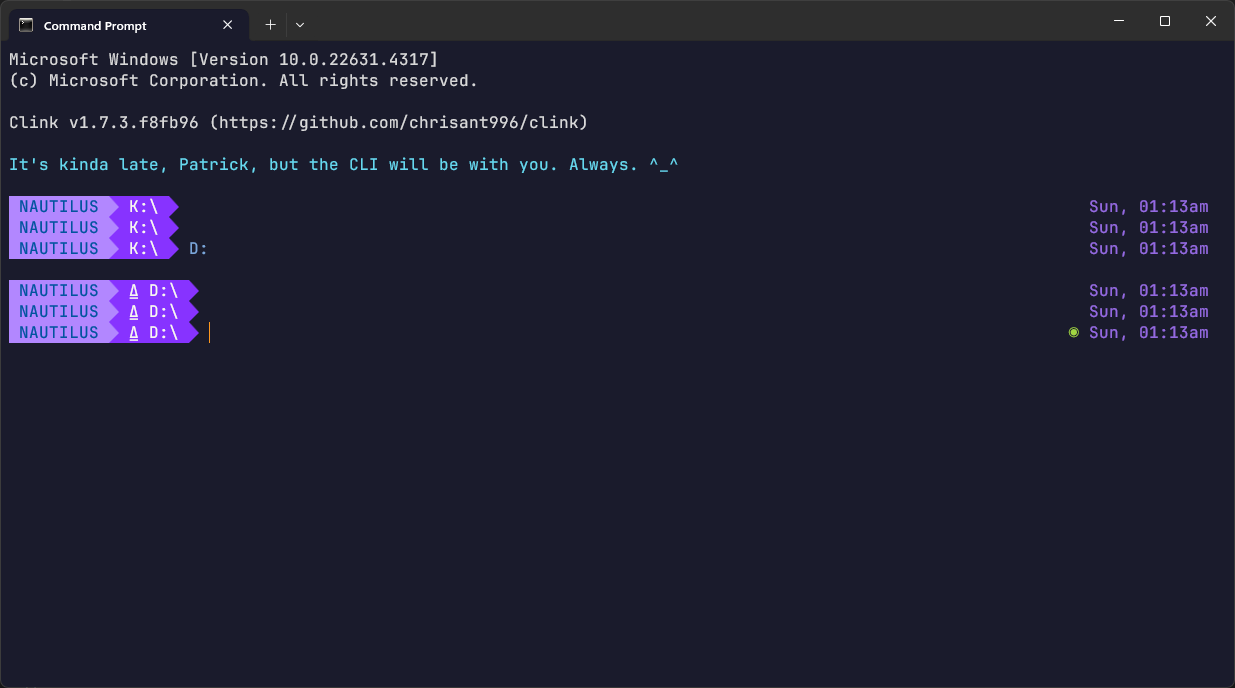 Command Prompt
Microsoft Windows [Version 10.0.22631.4317]
(c) Microsoft Corporation. All rights reserved.
Clink v1.7.3.f8fb96 (https://github.com/chrisant996/clink)
It's kinda late, Patrick, but the CLI will be with you. Always. ^_^
NAUTILUS K:\ Sun, 01:13am
NAUTILUS K:\ Sun, 01:13am
NAUTILUS K:\ D: Sun, 01:13am
NAUTILUS Δ D:\ Sun, 01:13am
NAUTILUS Δ D:\ Sun, 01:13am
NAUTILUS Δ D:\ ◉ Sun, 01:13am